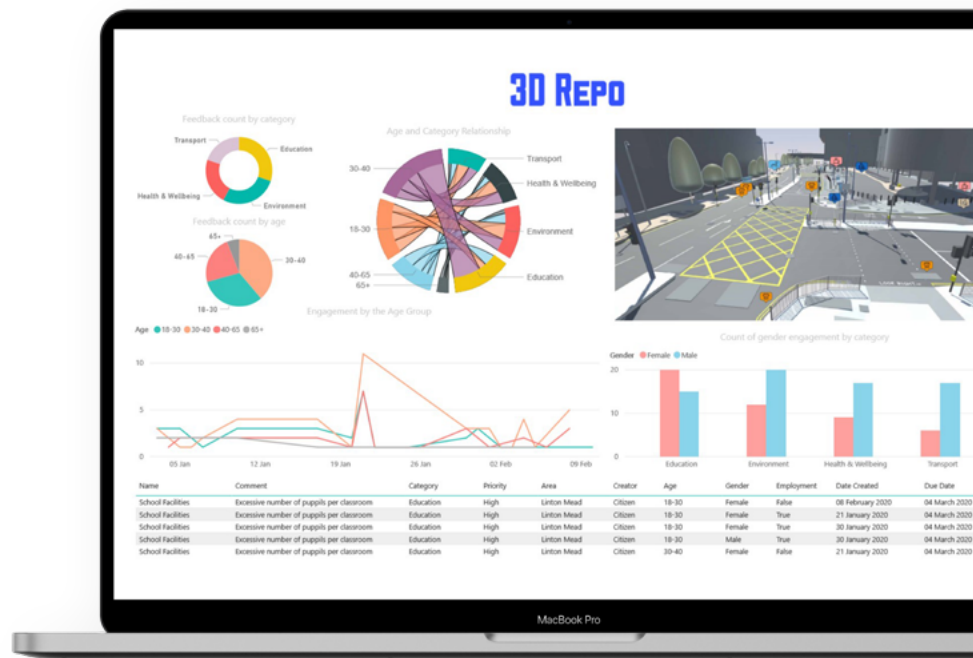 3D REPO
Feedback count by category
Transport
Education
Health & Wellbeing
Environment
Feedback count by age
65+
40-65
30-40
18-30
Age and Category Relationship
30-40
Transport
Health & Wellbeing
18-30
Environment
40-65
65+
Education
Engagement by the Age Group
Age 18-30 30-40 40-65 65+
10
5
0
05 Jan 12 Jan 19 Jan 26 Jan 02 Feb 09 Feb
Count of gender engagement by category
Gender Female Male
20
10
0
Education Environment Health & Wellbeing Transport
Name Comment Category Priority Area Creator Age Gender Employment Date Created Due Date
School Facilities Excessive number of puppils per classroom Education High Linton Mead Citizen 18-30 Female False 08 February 2020 04 March 2020
School Facilities Excessive number of puppils per classroom Education High Linton Mead Citizen 18-30 Female True 21 January 2020 04 March 2020
School Facilities Excessive number of puppils per classroom Education High Linton Mead Citizen 18-30 Female True 30 January 2020 04 March 2020
School Facilities Excessive number of puppils per classroom Education High Linton Mead Citizen 18-30 Male True 30 January 2020 04 March 2020
School Facilities Excessive number of puppils per classroom Education High Linton Mead Citizen 30-40 Female False 21 January 2020 04 March 2020
MacBook Pro